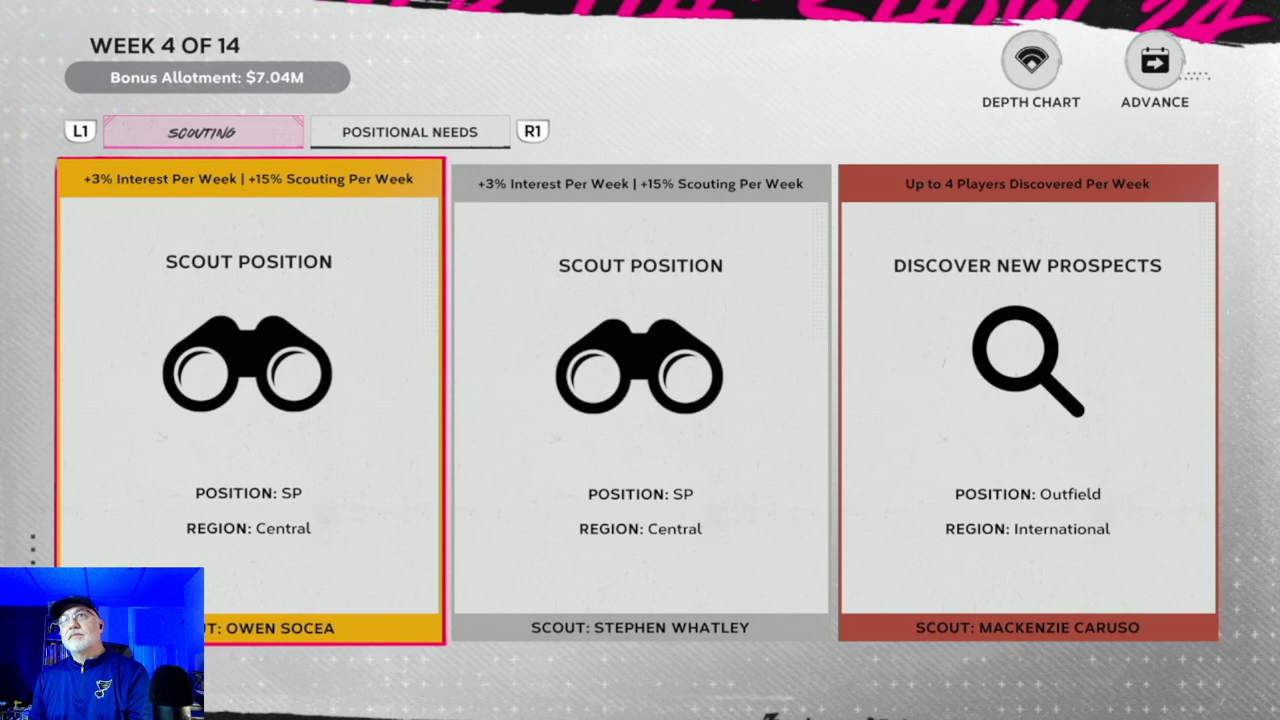 THE SHOW 24
WEEK 4 OF 14
Bonus Allotment: $7.04M
DEPTH CHART
ADVANCE
L1
SCOUTING
POSITIONAL NEEDS
R1
+3% Interest Per Week | +15% Scouting Per Week
+3% Interest Per Week | +15% Scouting Per Week
Up to 4 Players Discovered Per Week
SCOUT POSITION
SCOUT POSITION
DISCOVER NEW PROSPECTS
POSITION: SP
POSITION: SP
POSITION: Outfield
REGION: Central
REGION: Central
REGION: International
OWEN SOCEA
SCOUT: STEPHEN WHATLEY
SCOUT: MACKENZIE CARUSO